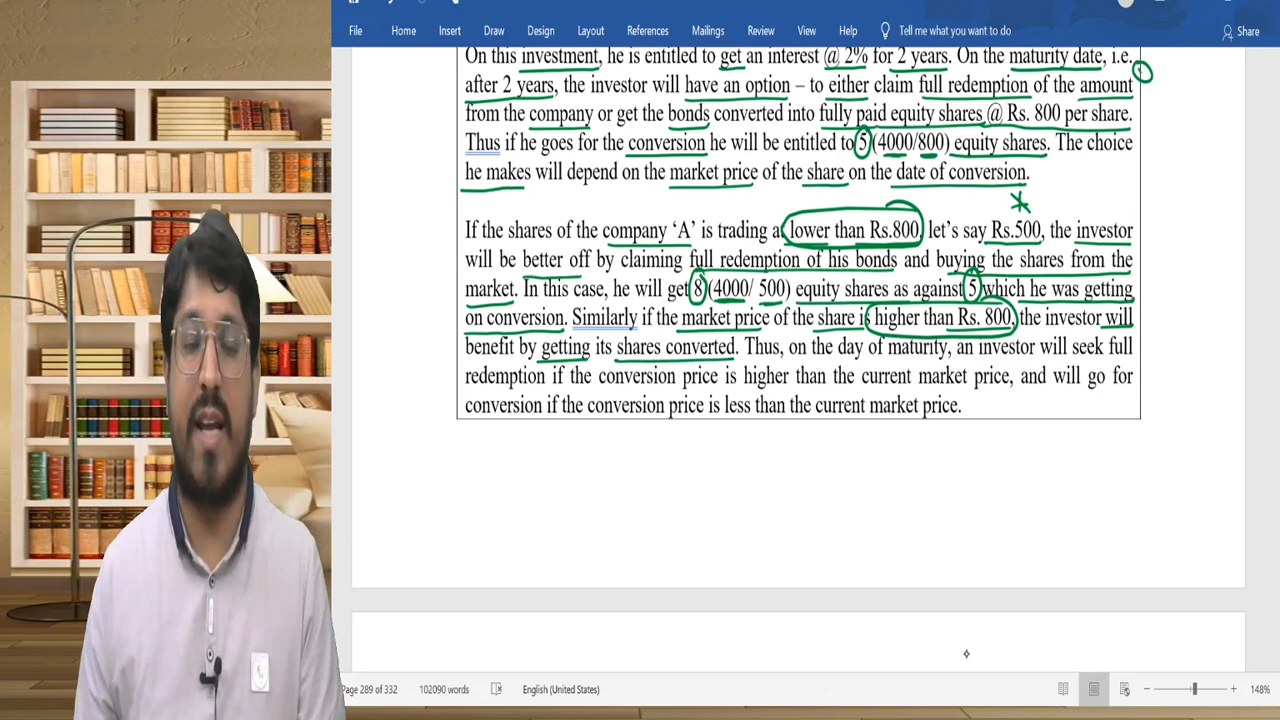 File Home Insert Draw Design Layout References Mailings Review View Help Tell me what you want to do Share
On this investment, he is entitled to get an interest @ 2% for 2 years. On the maturity date, i.e.
after 2 years, the investor will have an option – to either claim full redemption of the amount
from the company or get the bonds converted into fully paid equity shares @ Rs. 800 per share.
Thus if he goes for the conversion he will be entitled to 5 (4000/800) equity shares. The choice
he makes will depend on the market price of the share on the date of conversion.
If the shares of the company ‘A’ is trading a lower than Rs.800, let’s say Rs.500, the investor
will be better off by claiming full redemption of his bonds and buying the shares from the
market. In this case, he will get 8 (4000/ 500) equity shares as against 5 which he was getting
on conversion. Similarly if the market price of the share is higher than Rs. 800, the investor will
benefit by getting its shares converted. Thus, on the day of maturity, an investor will seek full
redemption if the conversion price is higher than the current market price, and will go for
conversion if the conversion price is less than the current market price.
Page 289 of 332 102090 words English (United States) 148%